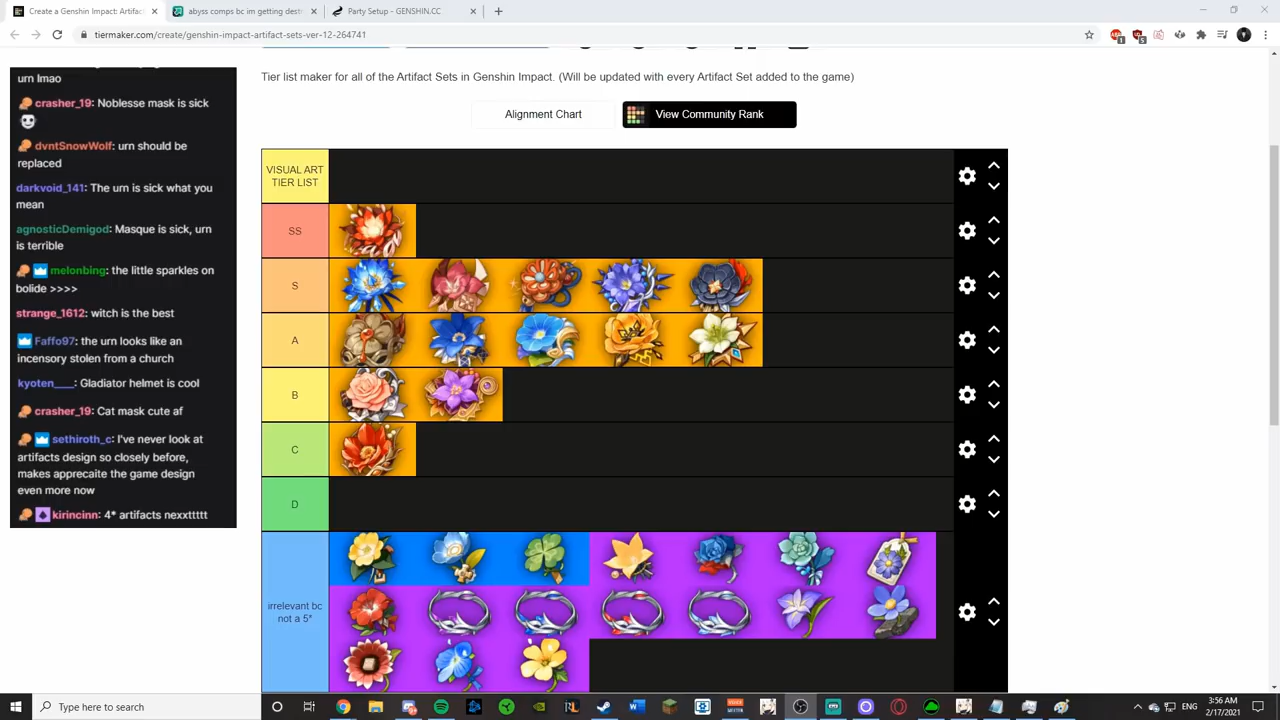 Create a Genshin Impact: Artifac
abyss comps bc im getting dest
Party Setup - GENSHIN.CC
tiermaker.com/create/genshin-impact-artifact-sets-ver-12-264741
Tier list maker for all of the Artifact Sets in Genshin Impact. (Will be updated with every Artifact Set added to the game)
Alignment Chart
View Community Rank
urn lmao
crasher_19: Noblesse mask is sick
dvntSnowWolf: urn should be
replaced
darkvoid_141: The urn is sick what you
mean
agnosticDemigod: Masque is sick, urn
is terrible
melonbing: the little sparkles on
bolide >>>>
strange_1612: witch is the best
Faffo97: the urn looks like an
incensory stolen from a church
kyoten____: Gladiator helmet is cool
crasher_19: Cat mask cute af
sethiroth_c: I've never look at
artifacts design so closely before,
makes apprecaite the game design
even more now
kirincinn: 4* artifacts nexxttttt
VISUAL ART
TIER LIST
SS
S
A
B
C
D
irrelevant bc
not a 5*
Type here to search
ENG
3:56 AM
2/17/2021